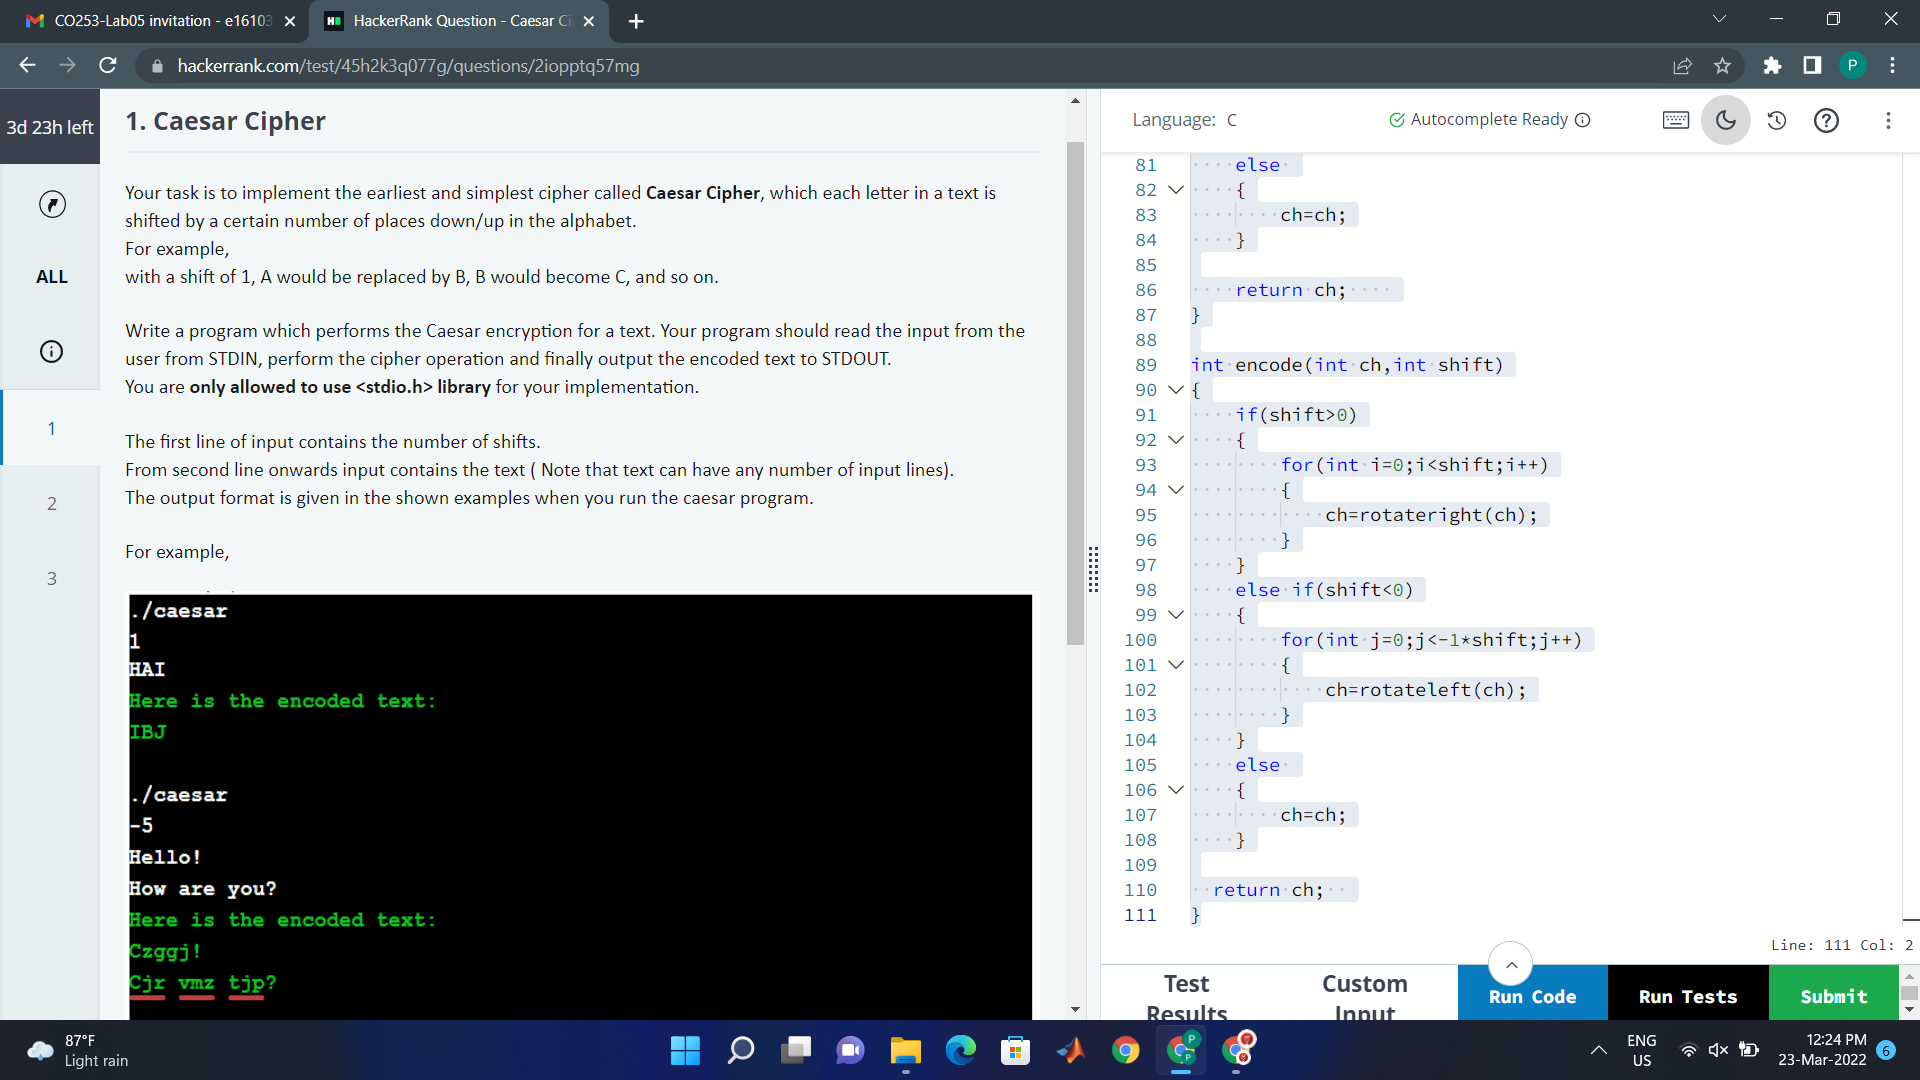 CO253-Lab05 invitation - e16103
HackerRank Question - Caesar Ci
hackerrank.com/test/45h2k3q077g/questions/2iopptq57mg
P
3d 23h left
ALL
1
2
3
1. Caesar Cipher
Your task is to implement the earliest and simplest cipher called Caesar Cipher, which each letter in a text is
shifted by a certain number of places down/up in the alphabet.
For example,
with a shift of 1, A would be replaced by B, B would become C, and so on.
Write a program which performs the Caesar encryption for a text. Your program should read the input from the
user from STDIN, perform the cipher operation and finally output the encoded text to STDOUT.
You are only allowed to use <stdio.h> library for your implementation.
The first line of input contains the number of shifts.
From second line onwards input contains the text ( Note that text can have any number of input lines).
The output format is given in the shown examples when you run the caesar program.
For example,
./caesar
1
HAI
Here is the encoded text:
IBJ
./caesar
-5
Hello!
How are you?
Here is the encoded text:
Czggj!
Cjr vmz tjp?
Language: C
Autocomplete Ready
81 else
82 {
83 ch=ch;
84 }
85
86 return ch;
87 }
88
89 int encode(int ch,int shift)
90 {
91 if(shift>0)
92 {
93 for(int i=0;i<shift;i++)
94 {
95 ch=rotateright(ch);
96 }
97 }
98 else if(shift<0)
99 {
100 for(int j=0;j<-1*shift;j++)
101 {
102 ch=rotateleft(ch);
103 }
104 }
105 else
106 {
107 ch=ch;
108 }
109
110 return ch;
111 }
Line: 111 Col: 2
Test
Results
Custom
Input
Run Code
Run Tests
Submit
87°F
Light rain
ENG
US
12:24 PM
23-Mar-2022
6